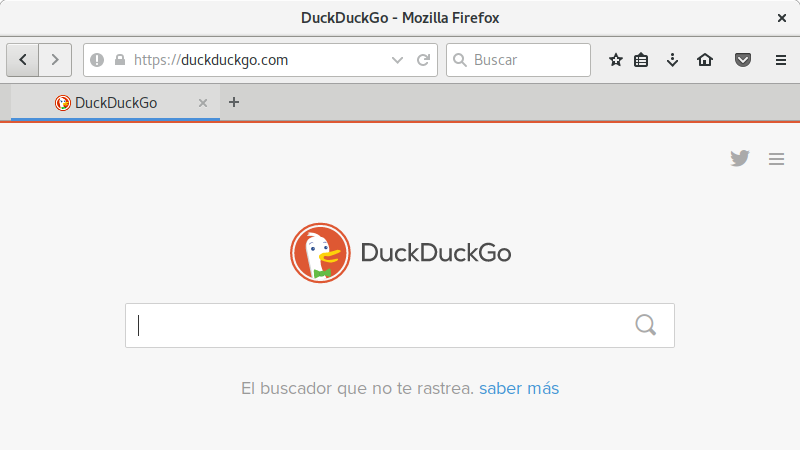 DuckDuckGo - Mozilla Firefox
https://duckduckgo.com
Buscar
DuckDuckGo
DuckDuckGo
El buscador que no te rastrea. saber más